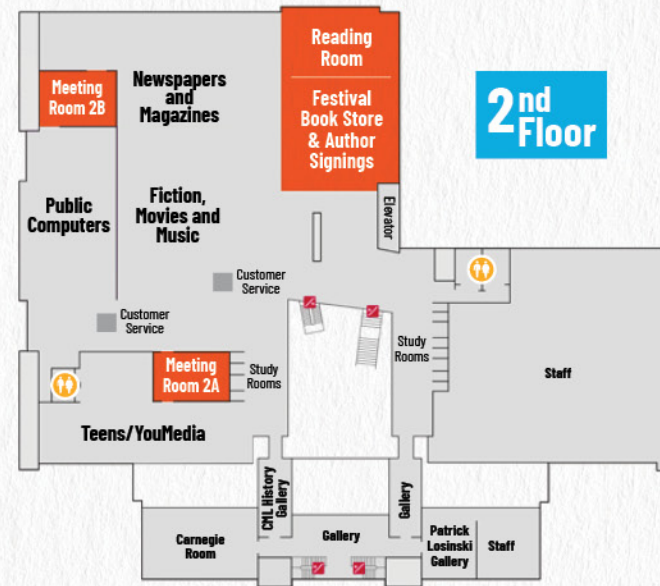 Reading
Room
Festival
Book Store
& Author
Signings
2nd
Floor
Meeting
Room 2B
Newspapers
and
Magazines
Public
Computers
Fiction,
Movies and
Music
Elevator
Customer
Service
Customer
Service
Study
Rooms
Staff
Meeting
Room 2A
Study
Rooms
Teens/YouMedia
CML History
Gallery
Gallery
Carnegie
Room
Gallery
Patrick
Losinski
Gallery
Staff